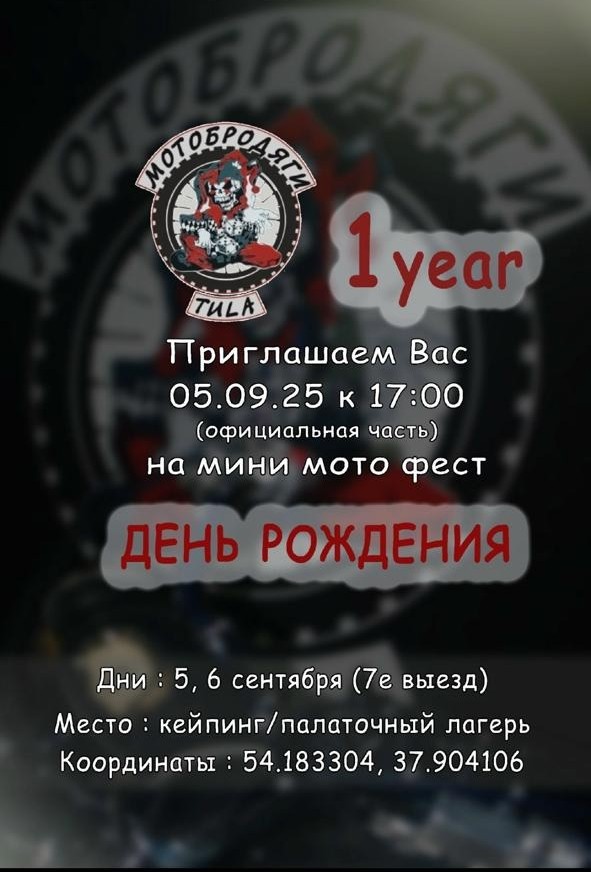 МОТОБРОДЯГИ
МОТОБРОДЯГИ
TULA
1 year
Приглашаем Вас
05.09.25 к 17:00
(официальная часть)
на мини мото фест
ДЕНЬ РОЖДЕНИЯ
Дни : 5, 6 сентября (7е выезд)
Место : кейпинг/палаточный лагерь
Координаты : 54.183304, 37.904106